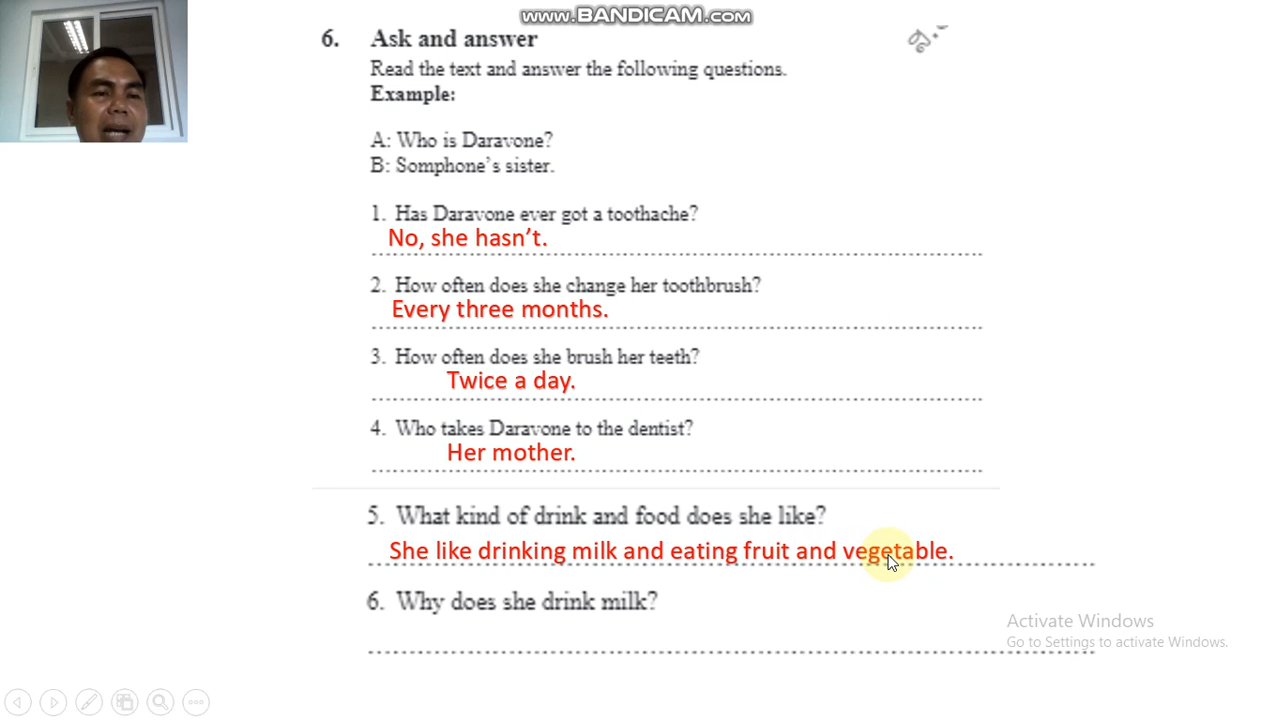 www.BANDICAM.com
6. Ask and answer
Read the text and answer the following questions.
Example:
A: Who is Daravone?
B: Somphone's sister.
1. Has Daravone ever got a toothache?
No, she hasn't.
2. How often does she change her toothbrush?
Every three months.
3. How often does she brush her teeth?
Twice a day.
4. Who takes Daravone to the dentist?
Her mother.
5. What kind of drink and food does she like?
She like drinking milk and eating fruit and vegetable.
6. Why does she drink milk?
Activate Windows
Go to Settings to activate Windows.